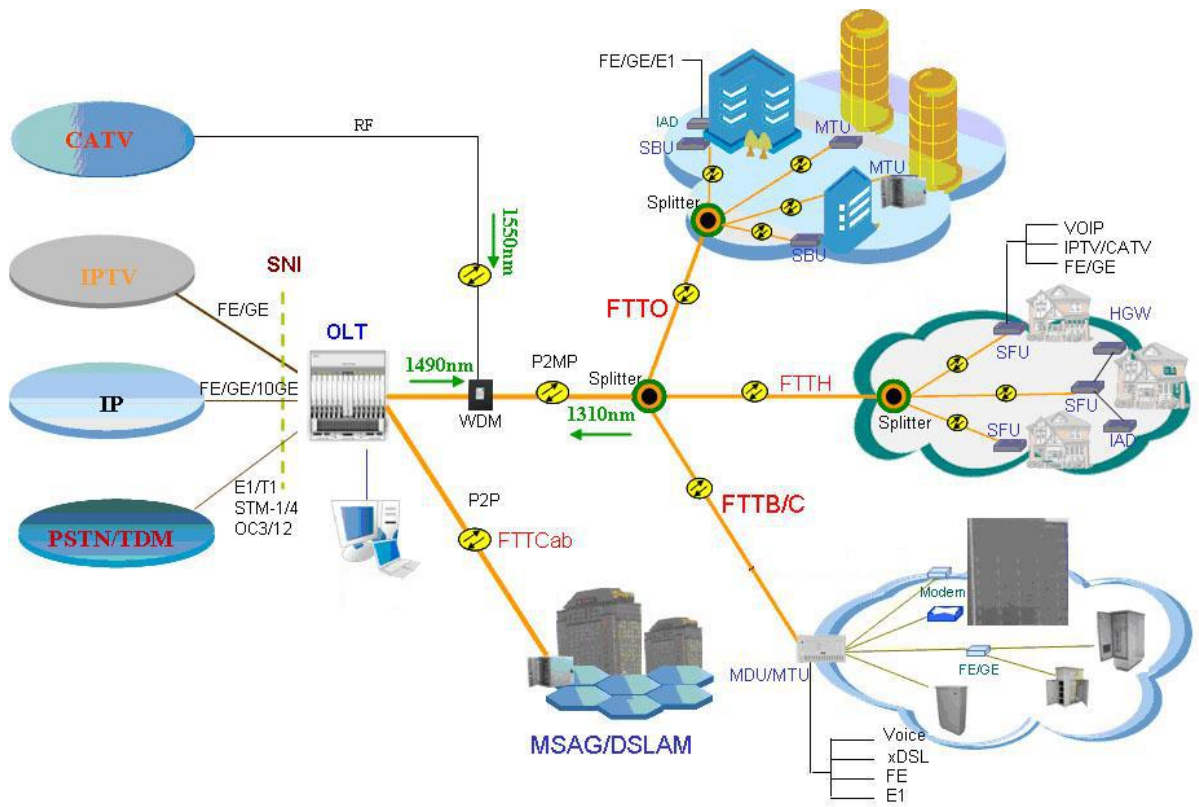 FE/GE/E1
CATV
RF
IAD
SBU
MTU
MTU
Splitter
SBU
1550nm
VOIP
IPTV/CATV
FE/GE
IPTV
SNI
FE/GE
OLT
FTTO
HGW
SFU
1490nm
P2MP
Splitter
FTTH
FE/GE/10GE
IP
WDM
1310nm
Splitter
SFU
SFU
IAD
E1/T1
STM-1/4
OC3/12
PSTN/TDM
P2P
FTTCab
FTTB/C
Modem
MDU/MTU
FE/GE
MSAG/DSLAM
Voice
xDSL
FE
E1